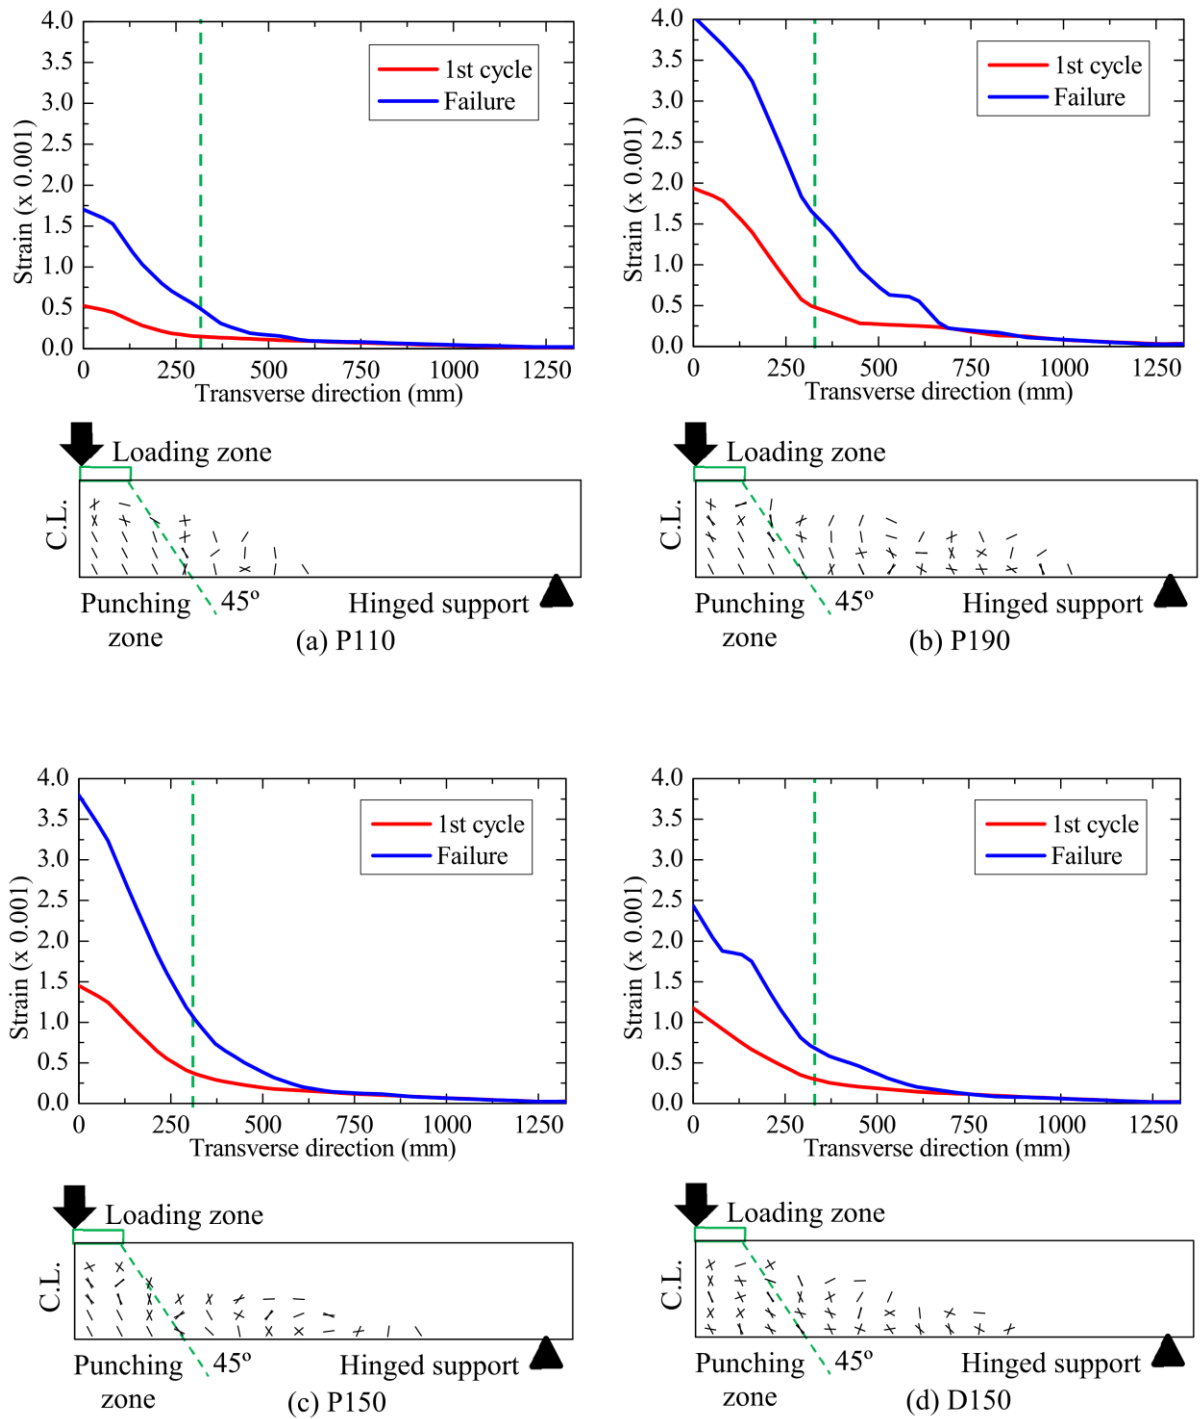 4.0
3.5
3.0
2.5
2.0
1.5
1.0
0.5
0.0
Strain (x 0.001)
1st cycle
Failure
0 250 500 750 1000 1250
Transverse direction (mm)
Loading zone
C.L.
Punching zone
45º
Hinged support
(a) P110
4.0
3.5
3.0
2.5
2.0
1.5
1.0
0.5
0.0
Strain (x 0.001)
1st cycle
Failure
0 250 500 750 1000 1250
Transverse direction (mm)
Loading zone
C.L.
Punching zone
45º
Hinged support
(b) P190
4.0
3.5
3.0
2.5
2.0
1.5
1.0
0.5
0.0
Strain (x 0.001)
1st cycle
Failure
0 250 500 750 1000 1250
Transverse direction (mm)
Loading zone
C.L.
Punching zone
45º
Hinged support
(c) P150
4.0
3.5
3.0
2.5
2.0
1.5
1.0
0.5
0.0
Strain (x 0.001)
1st cycle
Failure
0 250 500 750 1000 1250
Transverse direction (mm)
Loading zone
C.L.
Punching zone
45º
Hinged support
(d) D150